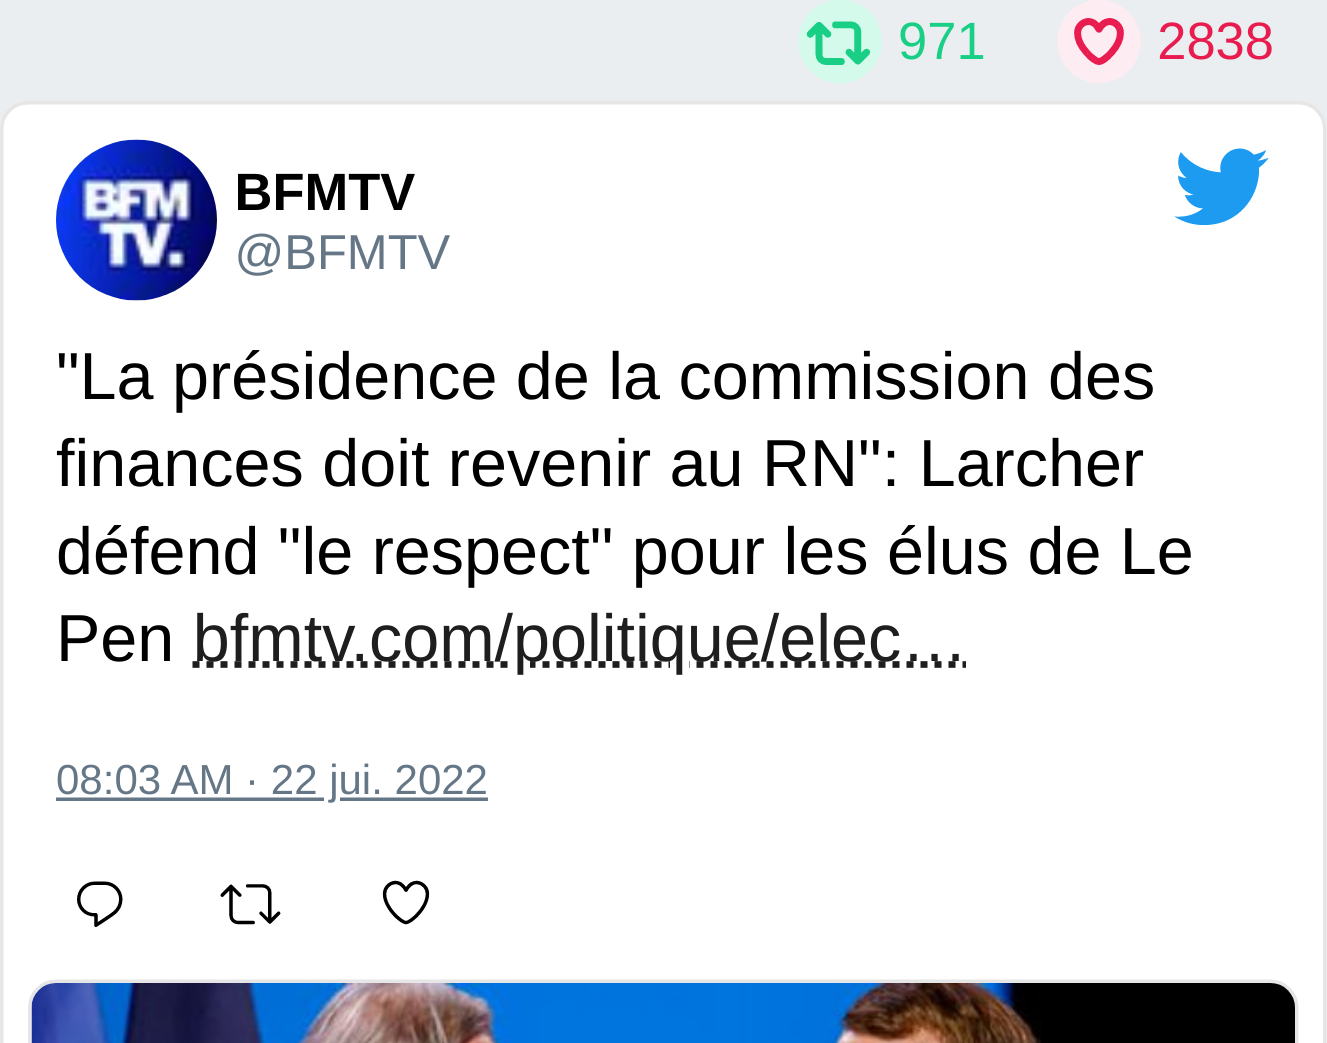 971 2838
BFM
TV.
BFMTV
@BFMTV
"La présidence de la commission des
finances doit revenir au RN": Larcher
défend "le respect" pour les élus de Le
Pen bfmtv.com/politique/elec…
08:03 AM · 22 jui. 2022